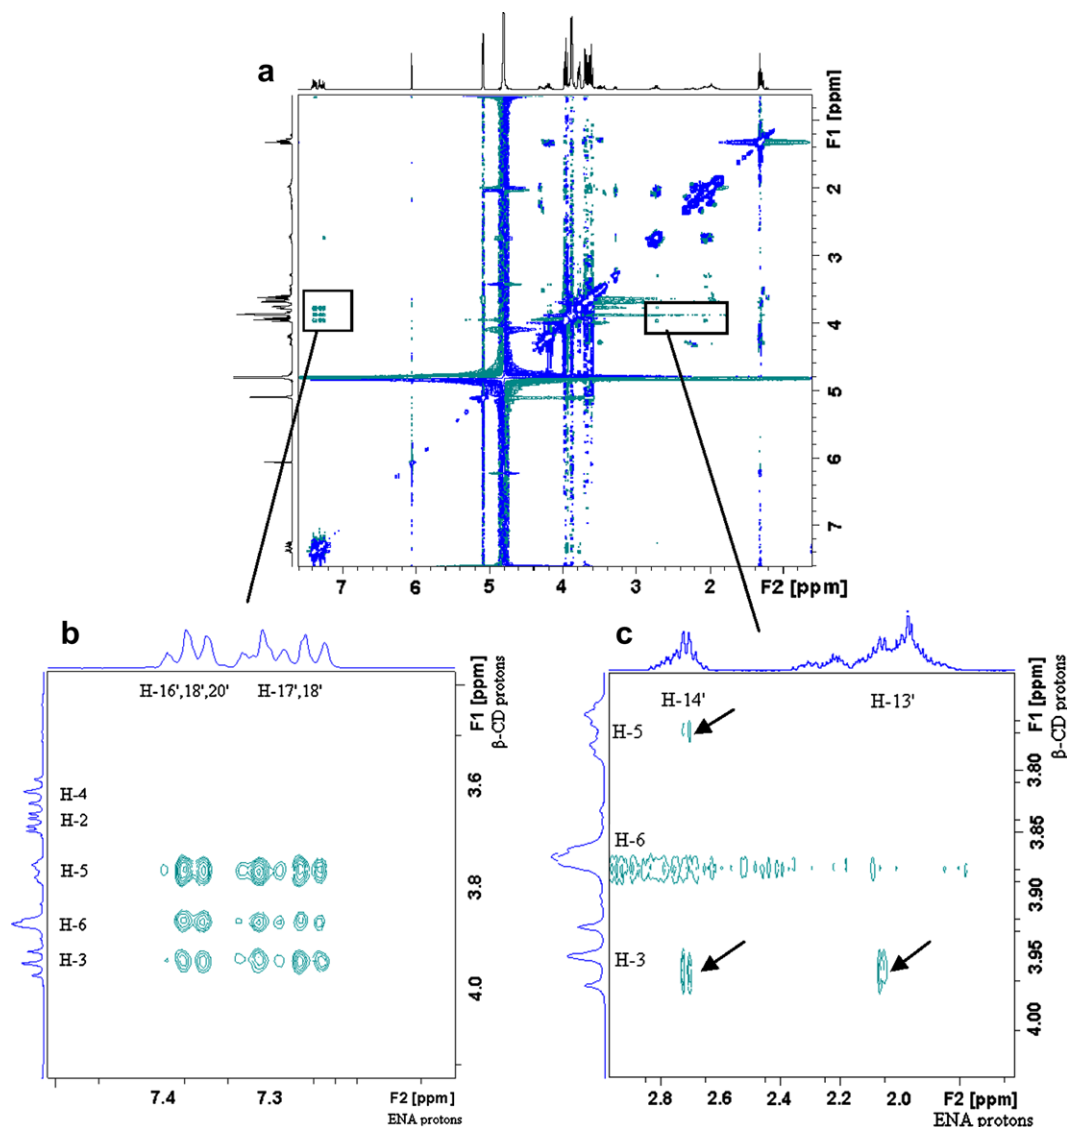 a
F1 [ppm]
2
3
4
5
6
7
7 6 5 4 3 2 F2 [ppm]
b
H-16',18',20' H-17',18'
F1 [ppm]
β-CD protons
H-4
H-2
H-5
H-6
H-3
3.6
3.8
4.0
7.4 7.3 F2 [ppm]
ENA protons
c
H-14' H-13'
F1 [ppm]
β-CD protons
H-5
H-6
H-3
3.80
3.85
3.90
3.95
4.00
2.8 2.6 2.4 2.2 2.0 F2 [ppm]
ENA protons